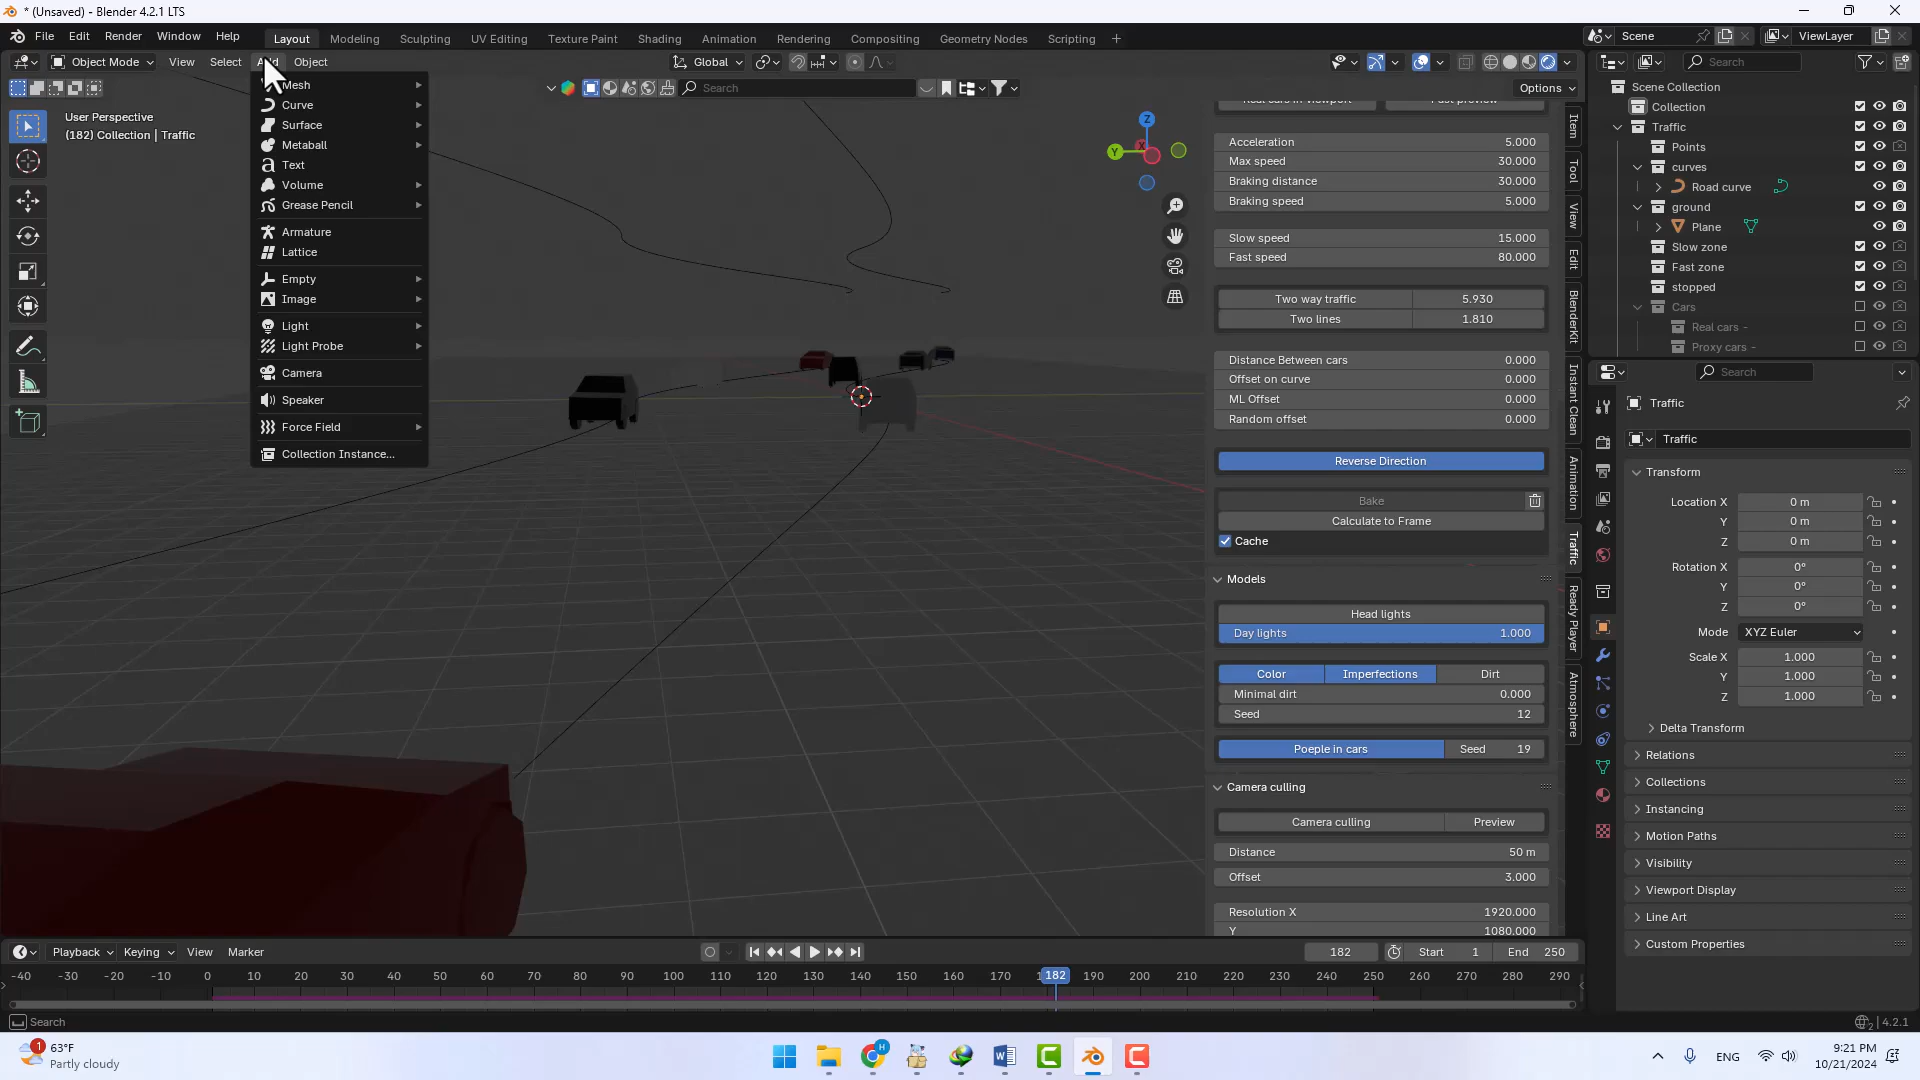 * (Unsaved) - Blender 4.2.1 LTS
File Edit Render Window Help
Layout Modeling Sculpting UV Editing Texture Paint Shading Animation Rendering Compositing Geometry Nodes Scripting +
Scene
ViewLayer
Object Mode View Select Object
Global
Search
Search
Options
User Perspective
(182) Collection | Traffic
Mesh
Curve
Surface
Metaball
Text
Volume
Grease Pencil
Armature
Lattice
Empty
Image
Light
Light Probe
Camera
Speaker
Force Field
Collection Instance...
Z
Y
X
Acceleration 5.000
Max speed 30.000
Braking distance 30.000
Braking speed 5.000
Slow speed 15.000
Fast speed 80.000
Two way traffic 5.930
Two lines 1.810
Distance Between cars 0.000
Offset on curve 0.000
ML Offset 0.000
Random offset 0.000
Reverse Direction
Bake
Calculate to Frame
Cache
Models
Head lights
Day lights 1.000
Color Imperfections Dirt
Minimal dirt 0.000
Seed 12
Poeple in cars Seed 19
Camera culling
Camera culling Preview
Distance 50 m
Offset 3.000
Resolution X 1920.000
Y 1080.000
Item
Tool
View
Edit
BlenderKit
Instant Clean
Animation
Traffic
Ready Player
Atmosphere
Scene Collection
Collection
Traffic
Points
curves
Road curve
ground
Plane
Slow zone
Fast zone
stopped
Cars
Real cars -
Proxy cars -
Search
Traffic
Traffic
Transform
Location X 0 m
Y 0 m
Z 0 m
Rotation X 0°
Y 0°
Z 0°
Mode XYZ Euler
Scale X 1.000
Y 1.000
Z 1.000
Delta Transform
Relations
Collections
Instancing
Motion Paths
Visibility
Viewport Display
Line Art
Custom Properties
Playback Keying View Marker
182 Start 1 End 250
-40 -30 -20 -10 0 10 20 30 40 50 60 70 80 90 100 110 120 130 140 150 160 170 182 190 200 210 220 230 240 250 260 270 280 290
Search
4.2.1
1
63°F
Partly cloudy
H
ENG
9:21 PM
10/21/2024